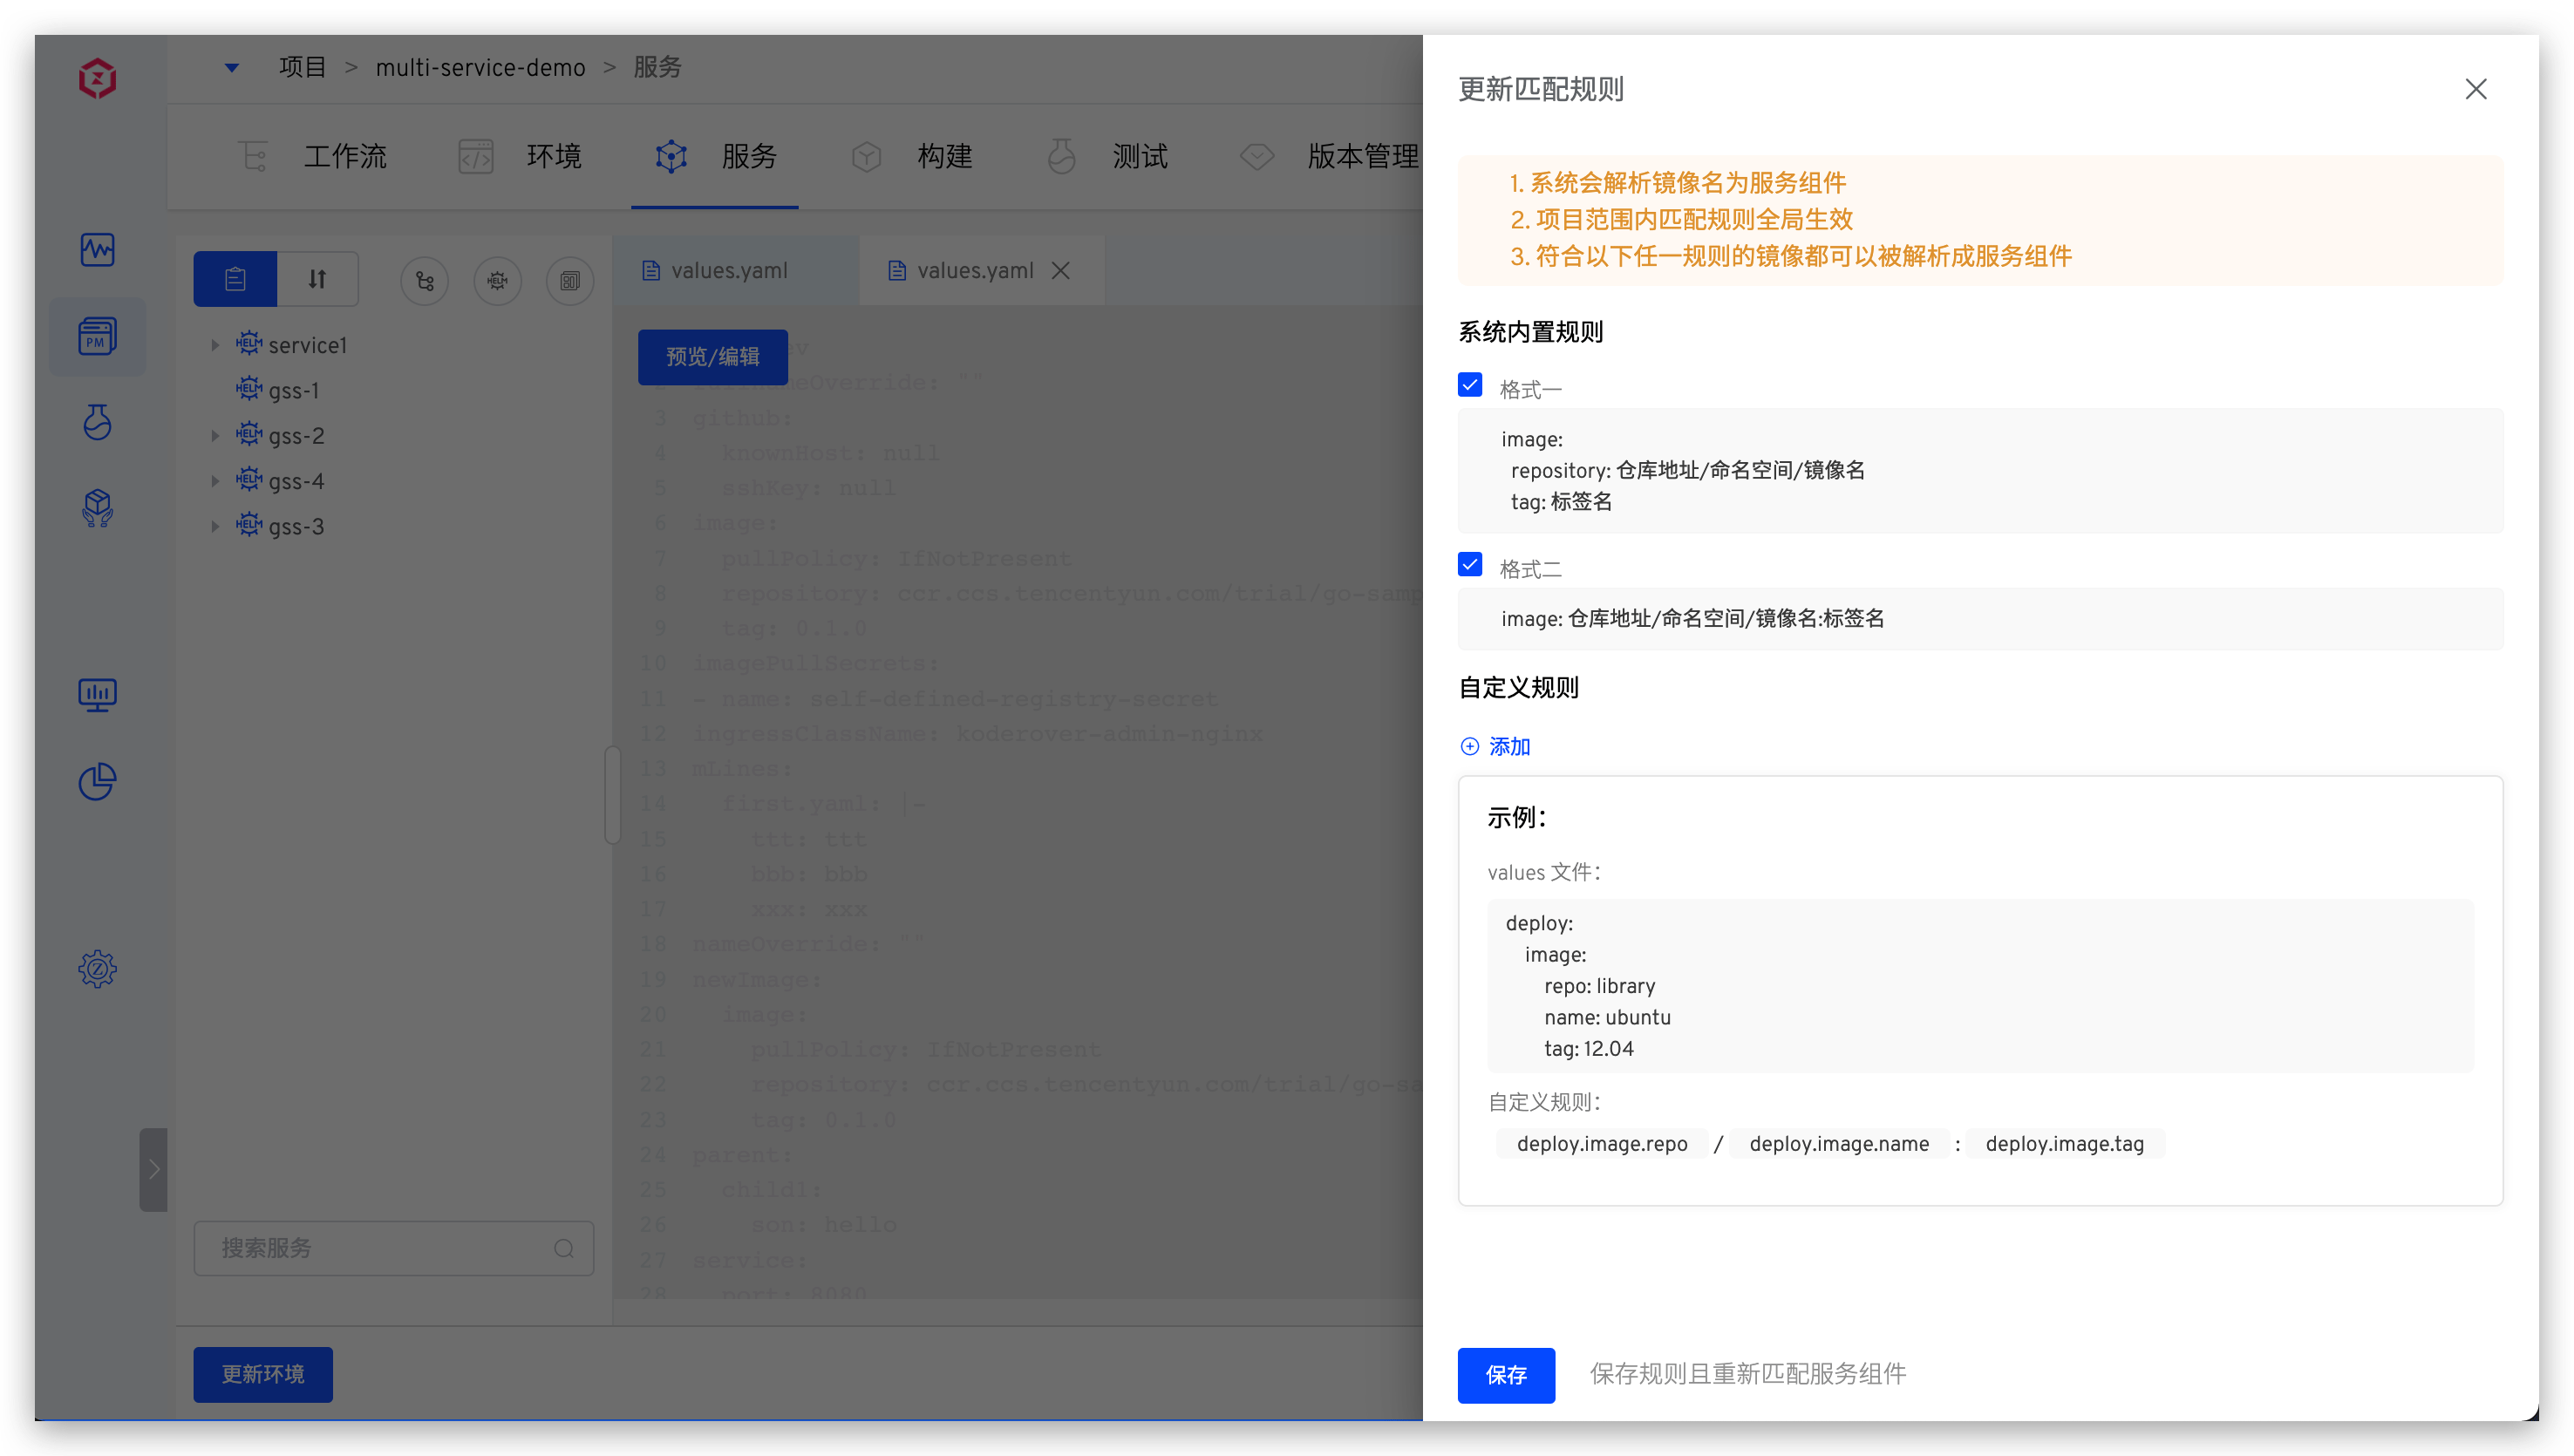 项目 > multi-service-demo > 服务
工作流 环境 服务 构建 测试 版本管理
PM
HELM
values.yaml
values.yaml
HELM service1
HELM gss-1
HELM gss-2
HELM gss-4
HELM gss-3
搜索服务
更新环境
预览/编辑
3 github:
4 knownHost: null
5 sshKey: null
6 image:
7 pullPolicy: IfNotPresent
8 repository: ccr.ccs.tencentyun.com/trial/go-samp
9 tag: 0.1.0
10 imagePullSecrets:
11 - name: self-defined-registry-secret
12 ingressClassName: koderover-admin-nginx
13 mLines:
14 first.yaml: |-
15 ttt: ttt
16 bbb: bbb
17 xxx: xxx
18 nameOverride: ""
19 newImage:
20 image:
21 pullPolicy: IfNotPresent
22 repository: ccr.ccs.tencentyun.com/trial/go-sa
23 tag: 0.1.0
24 parent:
25 child1:
26 son: hello
27 service:
28 port: 8080
更新匹配规则
1. 系统会解析镜像名为服务组件
2. 项目范围内匹配规则全局生效
3. 符合以下任一规则的镜像都可以被解析成服务组件
系统内置规则
格式一
image:
repository: 仓库地址/命名空间/镜像名
tag: 标签名
格式二
image: 仓库地址/命名空间/镜像名:标签名
自定义规则
添加
示例：
values 文件：
deploy:
image:
repo: library
name: ubuntu
tag: 12.04
自定义规则：
deploy.image.repo / deploy.image.name : deploy.image.tag
保存 保存规则且重新匹配服务组件